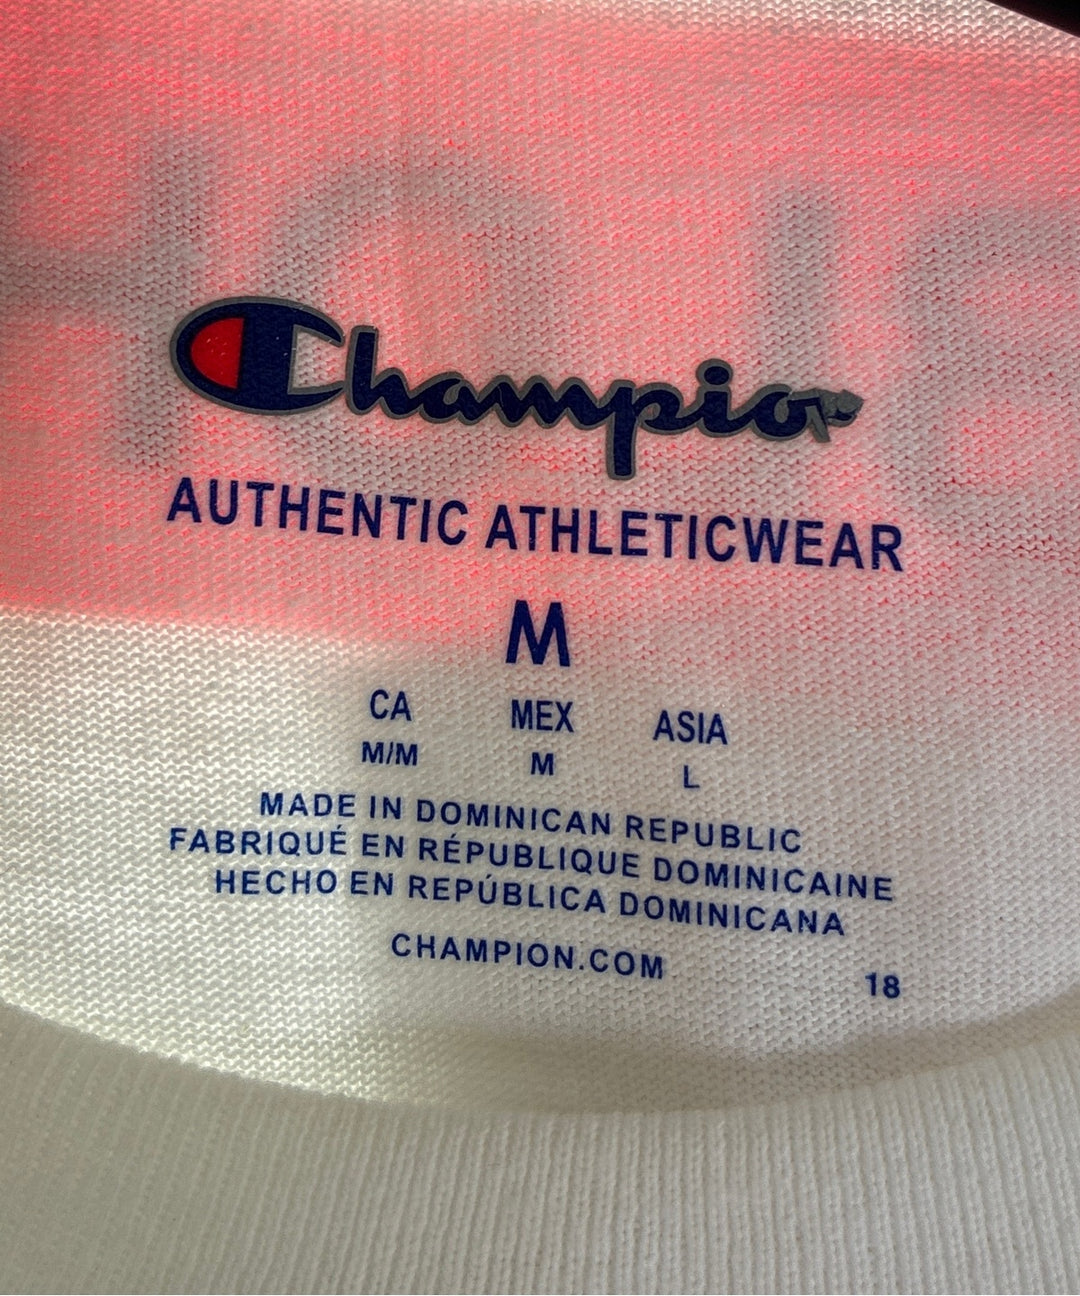 Champio
AUTHENTIC ATHLETICWEAR
M
CA MEX ASIA
M/M M L
MADE IN DOMINICAN REPUBLIC
FABRIQUÉ EN RÉPUBLIQUE DOMINICAINE
HECHO EN REPÚBLICA DOMINICANA
CHAMPION.COM
18